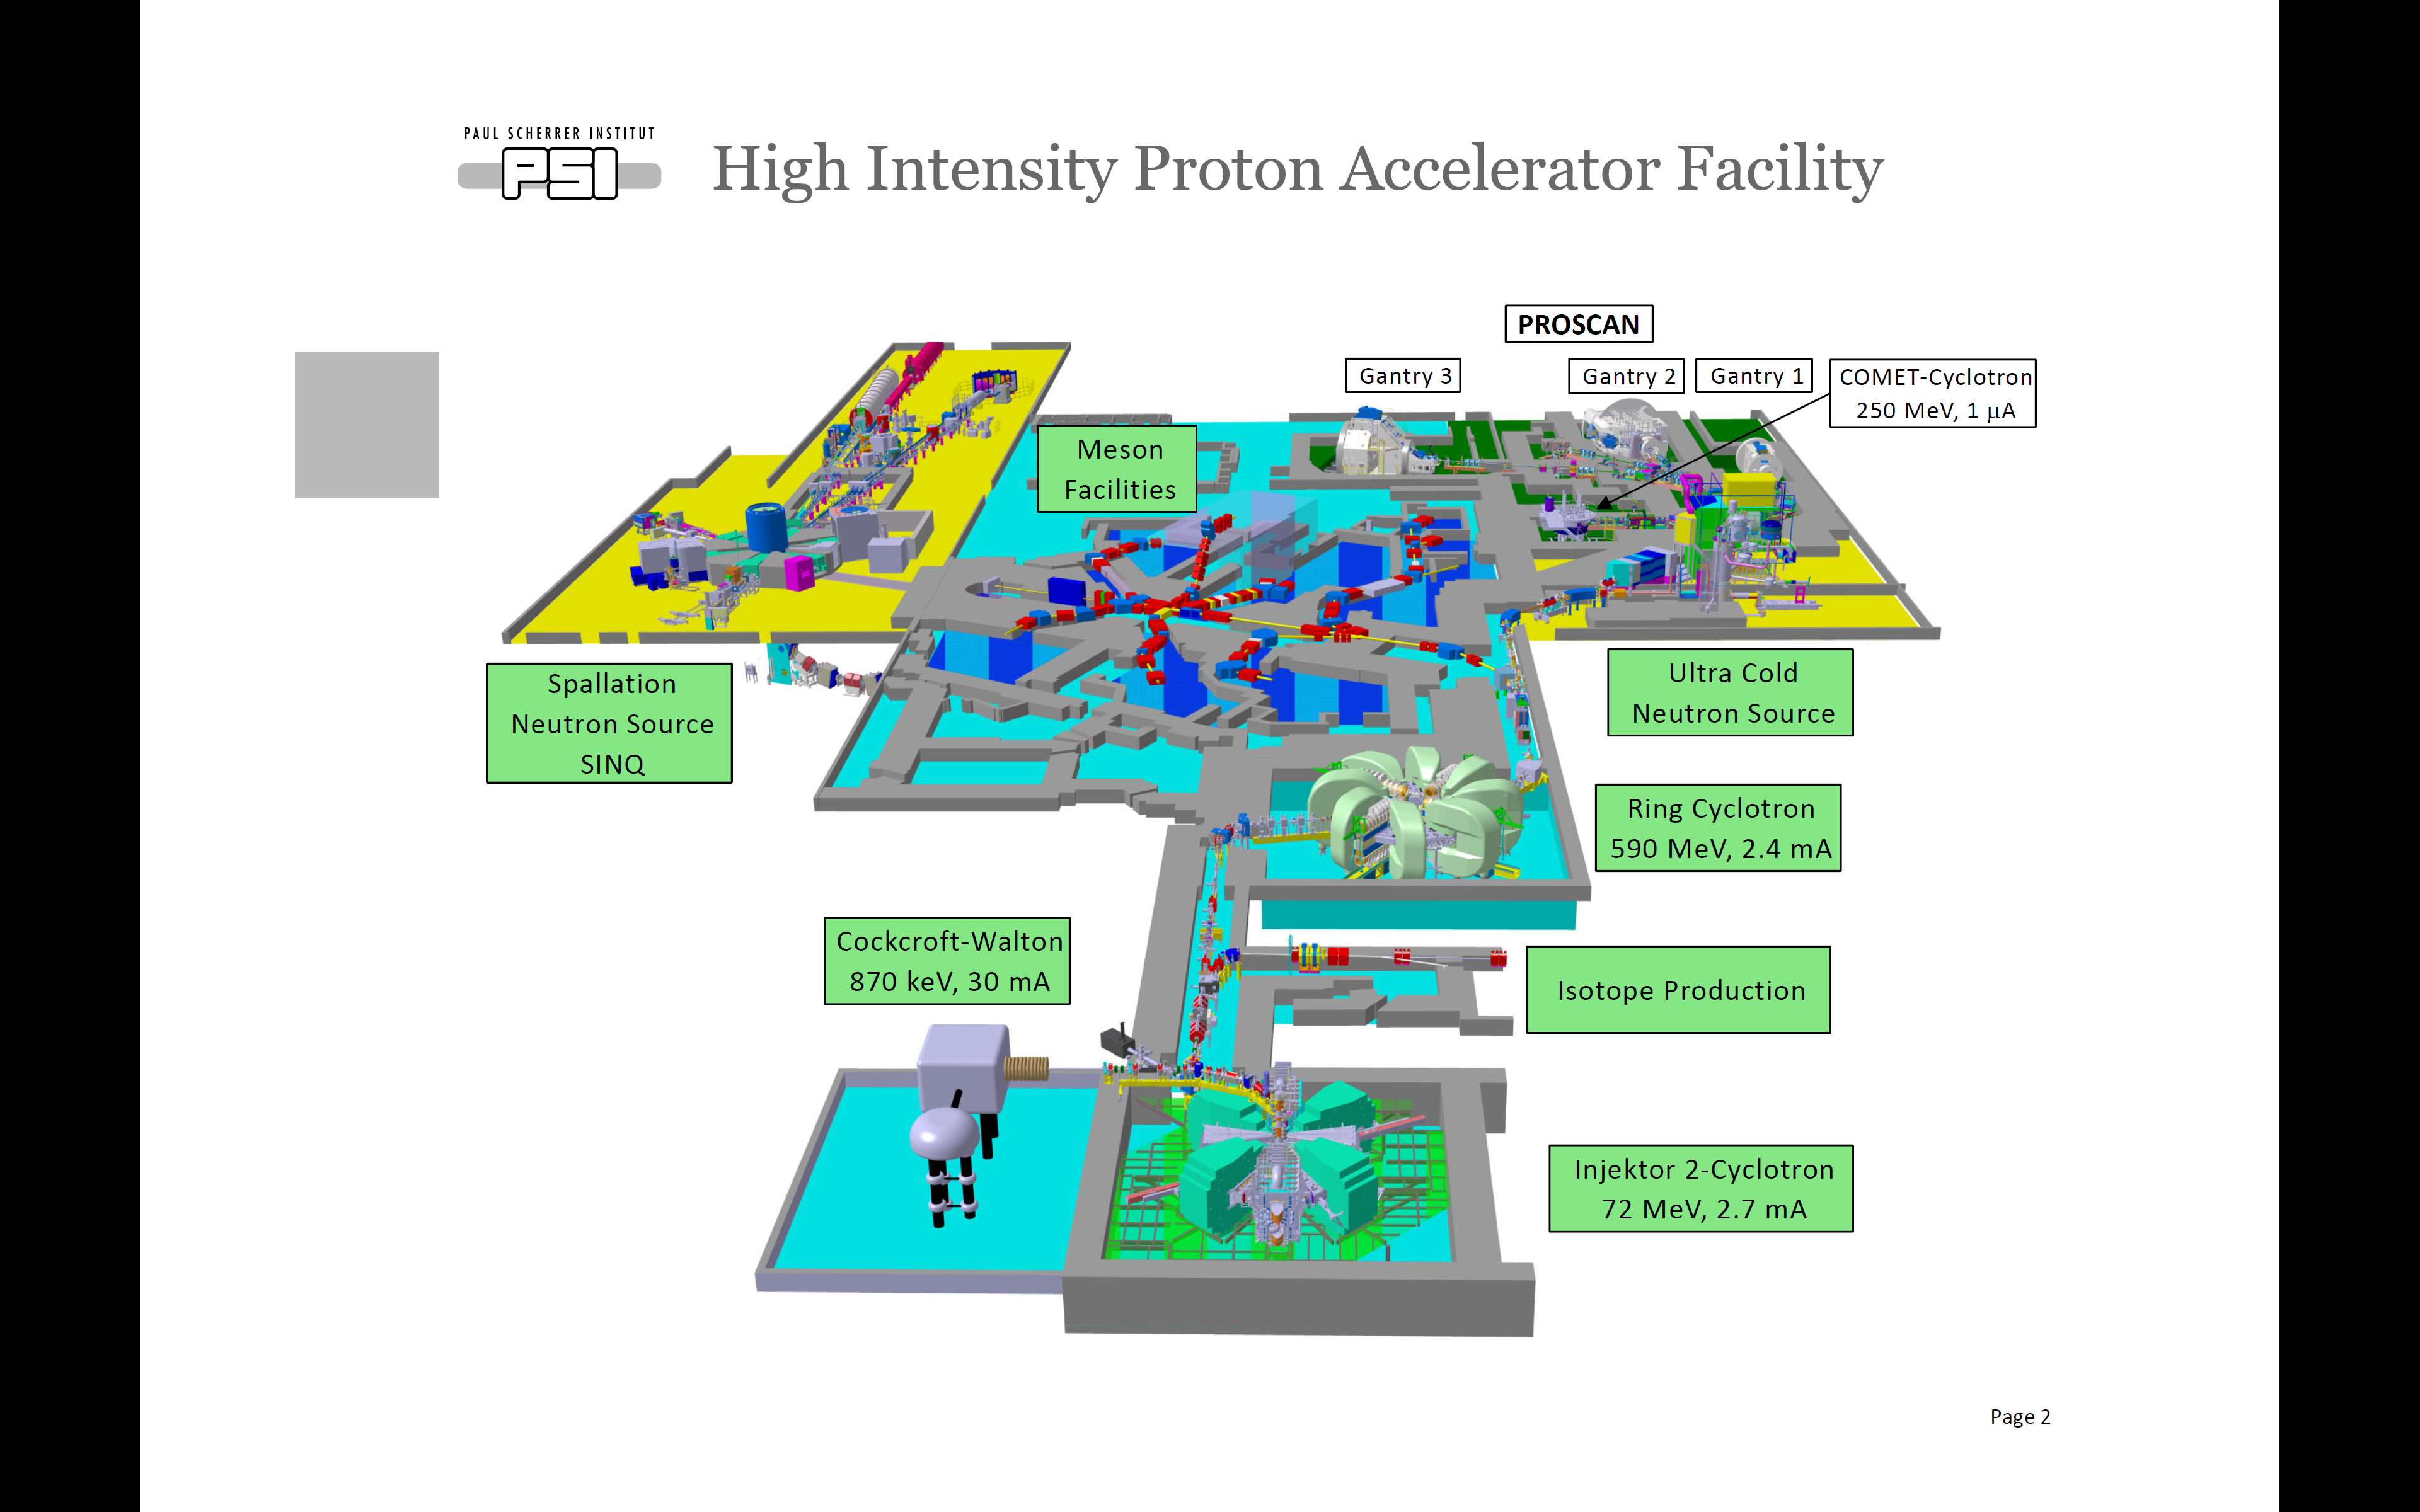 PAUL SCHERRER INSTITUT
PSI
High Intensity Proton Accelerator Facility
PROSCAN
Gantry 3
Gantry 2
Gantry 1
COMET-Cyclotron
250 MeV, 1 μA
Meson
Facilities
Spallation
Neutron Source
SINQ
Ultra Cold
Neutron Source
Ring Cyclotron
590 MeV, 2.4 mA
Cockcroft-Walton
870 keV, 30 mA
Isotope Production
Injektor 2-Cyclotron
72 MeV, 2.7 mA
Page 2